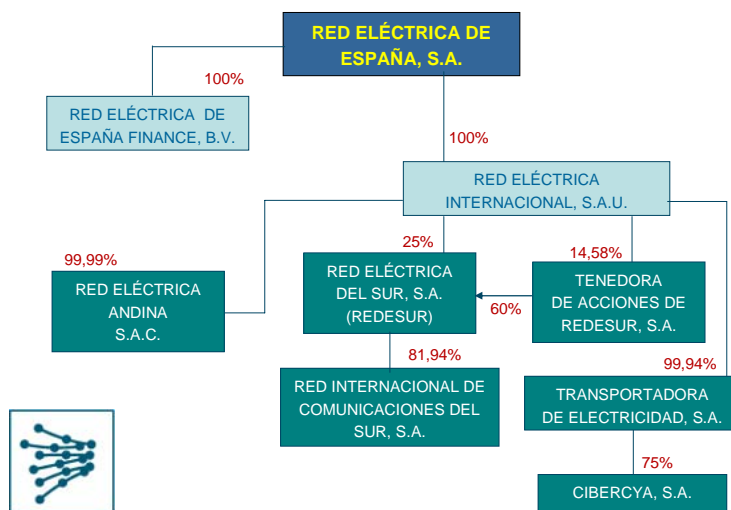 RED ELÉCTRICA DE
ESPAÑA, S.A.
100%
RED ELÉCTRICA DE
ESPAÑA FINANCE, B.V.
100%
RED ELÉCTRICA
INTERNACIONAL, S.A.U.
99,99%
RED ELÉCTRICA
ANDINA
S.A.C.
25%
RED ELÉCTRICA
DEL SUR, S.A.
(REDESUR)
14,58%
TENEDORA
DE ACCIONES DE
REDESUR, S.A.
60%
81,94%
RED INTERNACIONAL DE
COMUNICACIONES DEL
SUR, S.A.
99,94%
TRANSPORTADORA
DE ELECTRICIDAD, S.A.
75%
CIBERCYA, S.A.